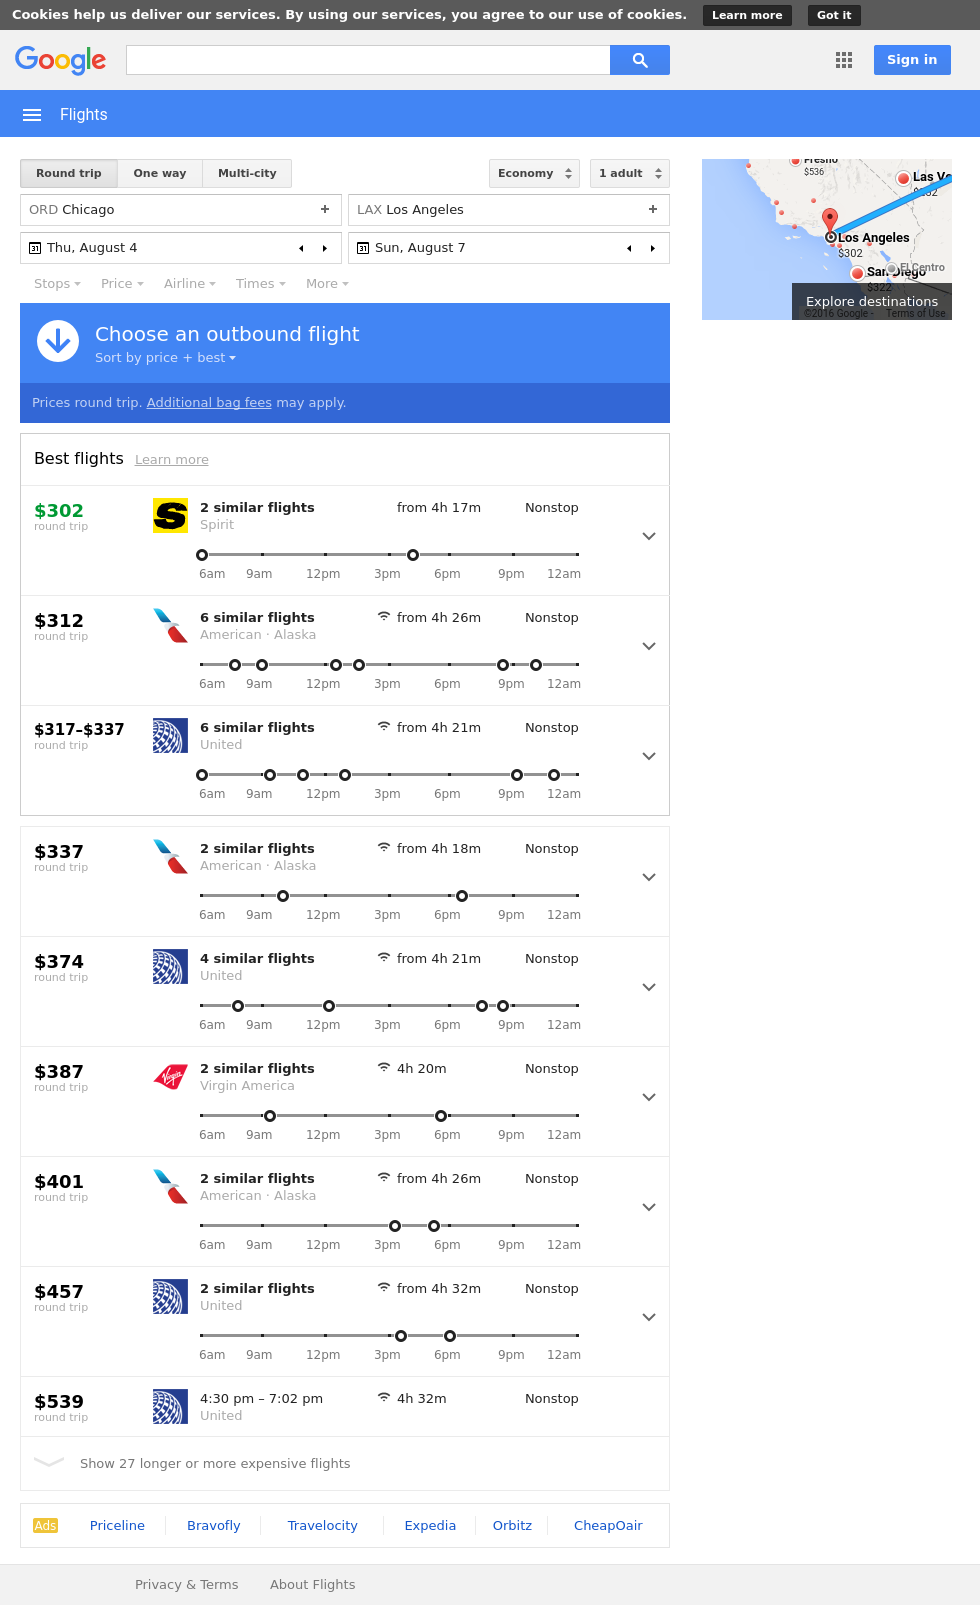 Cookies help us deliver our services. By using our services, you agree to our use of cookies. Learn more Got it
Google Sign in
Flights
Round trip One way Multi-city Economy 1 adult
ORD Chicago + LAX Los Angeles +
31 Thu, August 4 31 Sun, August 7
Stops Price Airline Times More
Fresno
$536
Las Ve
Los Angeles
$302
El Centro
San Diego
$322
Explore destinations
©2016 Google - Terms of Use
Choose an outbound flight
Sort by price + best
Prices round trip. Additional bag fees may apply.
Best flights Learn more
$302 2 similar flights from 4h 17m Nonstop
round trip Spirit
6am 9am 12pm 3pm 6pm 9pm 12am
$312 6 similar flights from 4h 26m Nonstop
round trip American · Alaska
6am 9am 12pm 3pm 6pm 9pm 12am
$317–$337 6 similar flights from 4h 21m Nonstop
round trip United
6am 9am 12pm 3pm 6pm 9pm 12am
$337 2 similar flights from 4h 18m Nonstop
round trip American · Alaska
6am 9am 12pm 3pm 6pm 9pm 12am
$374 4 similar flights from 4h 21m Nonstop
round trip United
6am 9am 12pm 3pm 6pm 9pm 12am
$387 Virgin 2 similar flights 4h 20m Nonstop
round trip Virgin America
6am 9am 12pm 3pm 6pm 9pm 12am
$401 2 similar flights from 4h 26m Nonstop
round trip American · Alaska
6am 9am 12pm 3pm 6pm 9pm 12am
$457 2 similar flights from 4h 32m Nonstop
round trip United
6am 9am 12pm 3pm 6pm 9pm 12am
$539 4:30 pm – 7:02 pm 4h 32m Nonstop
round trip United
Show 27 longer or more expensive flights
Ads Priceline Bravofly Travelocity Expedia Orbitz CheapOair
Privacy & Terms About Flights